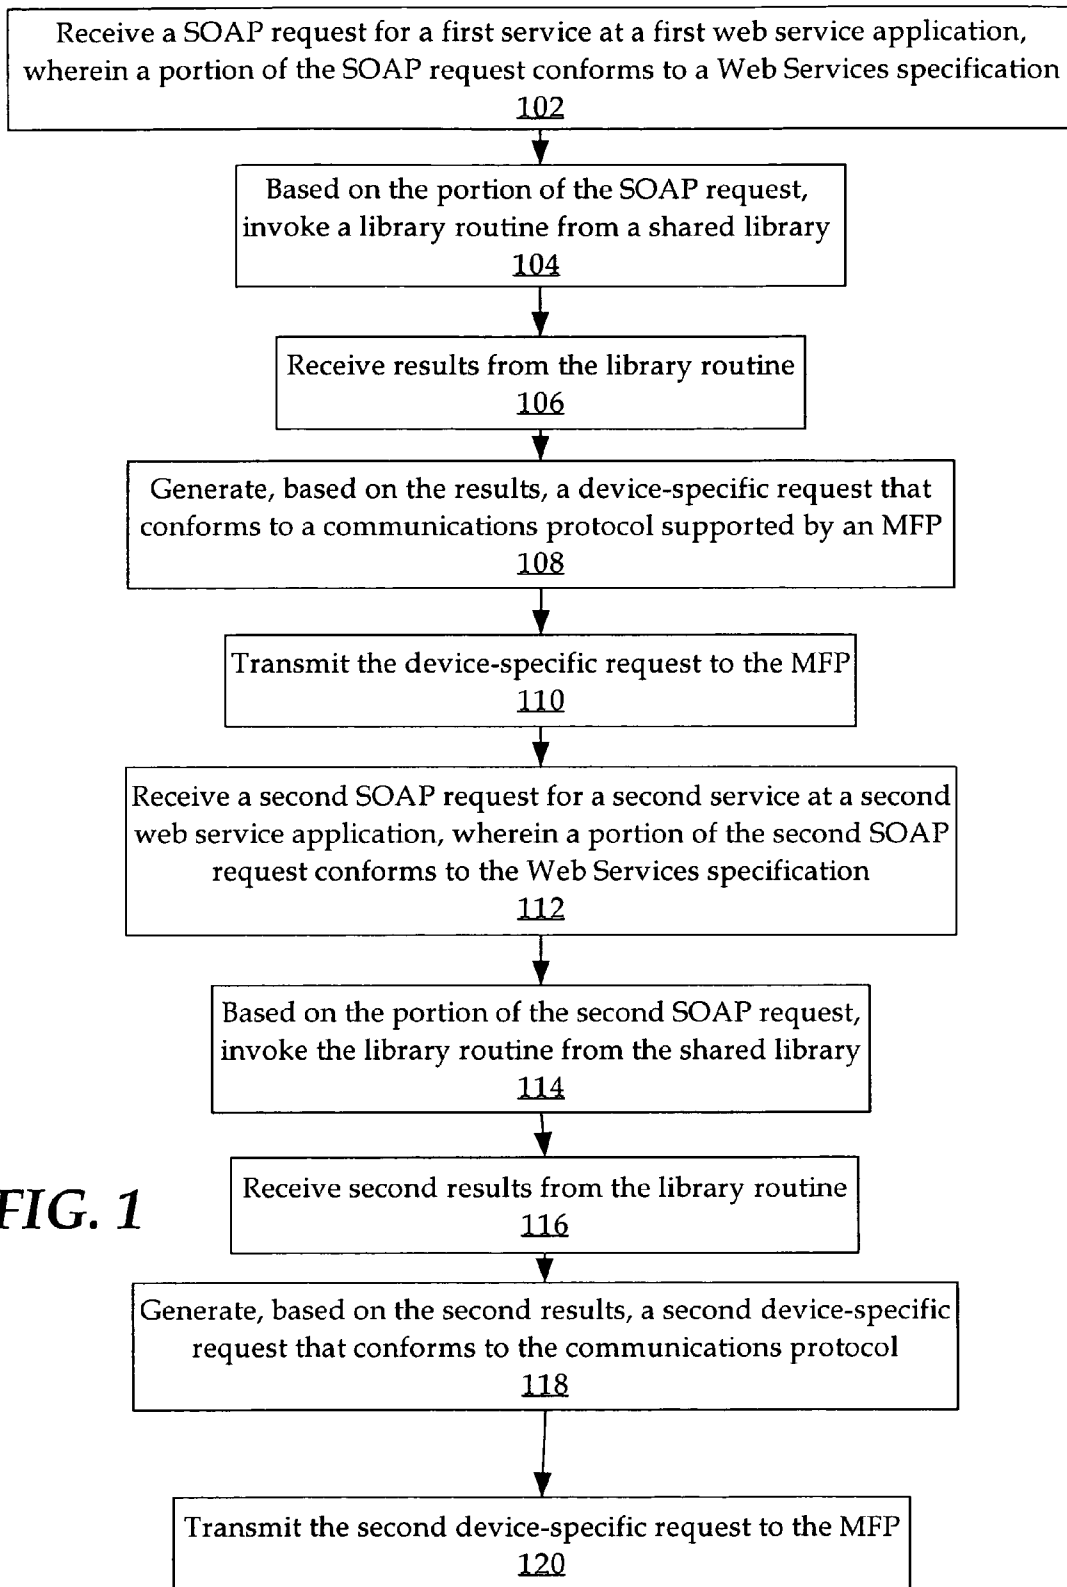 Receive a SOAP request for a first service at a first web service application,
wherein a portion of the SOAP request conforms to a Web Services specification
102
Based on the portion of the SOAP request,
invoke a library routine from a shared library
104
Receive results from the library routine
106
Generate, based on the results, a device-specific request that
conforms to a communications protocol supported by an MFP
108
Transmit the device-specific request to the MFP
110
Receive a second SOAP request for a second service at a second
web service application, wherein a portion of the second SOAP
request conforms to the Web Services specification
112
Based on the portion of the second SOAP request,
invoke the library routine from the shared library
114
Receive second results from the library routine
116
FIG. 1
Generate, based on the second results, a second device-specific
request that conforms to the communications protocol
118
Transmit the second device-specific request to the MFP
120